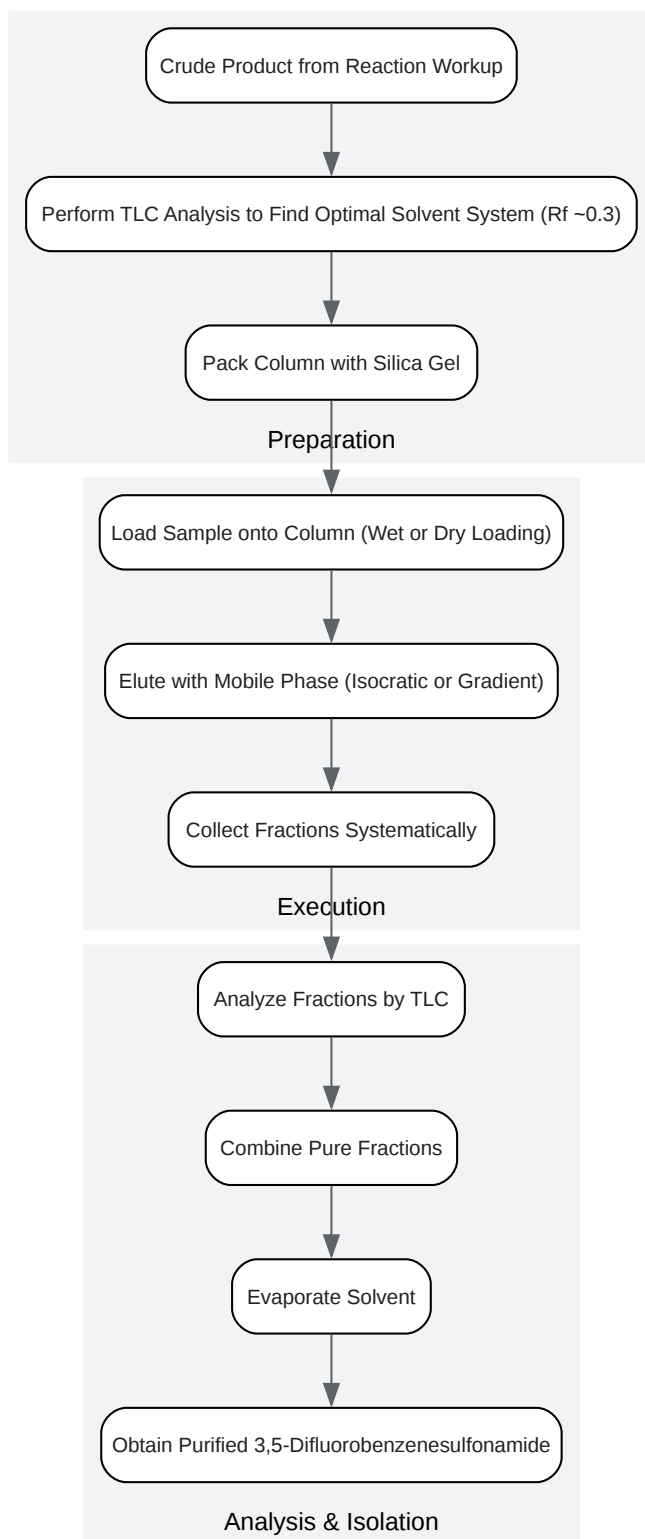 Crude Product from Reaction Workup
Perform TLC Analysis to Find Optimal Solvent System (Rf ~0.3)
Pack Column with Silica Gel
Preparation
Load Sample onto Column (Wet or Dry Loading)
Elute with Mobile Phase (Isocratic or Gradient)
Collect Fractions Systematically
Execution
Analyze Fractions by TLC
Combine Pure Fractions
Evaporate Solvent
Obtain Purified 3,5-Difluorobenzenesulfonamide
Analysis & Isolation